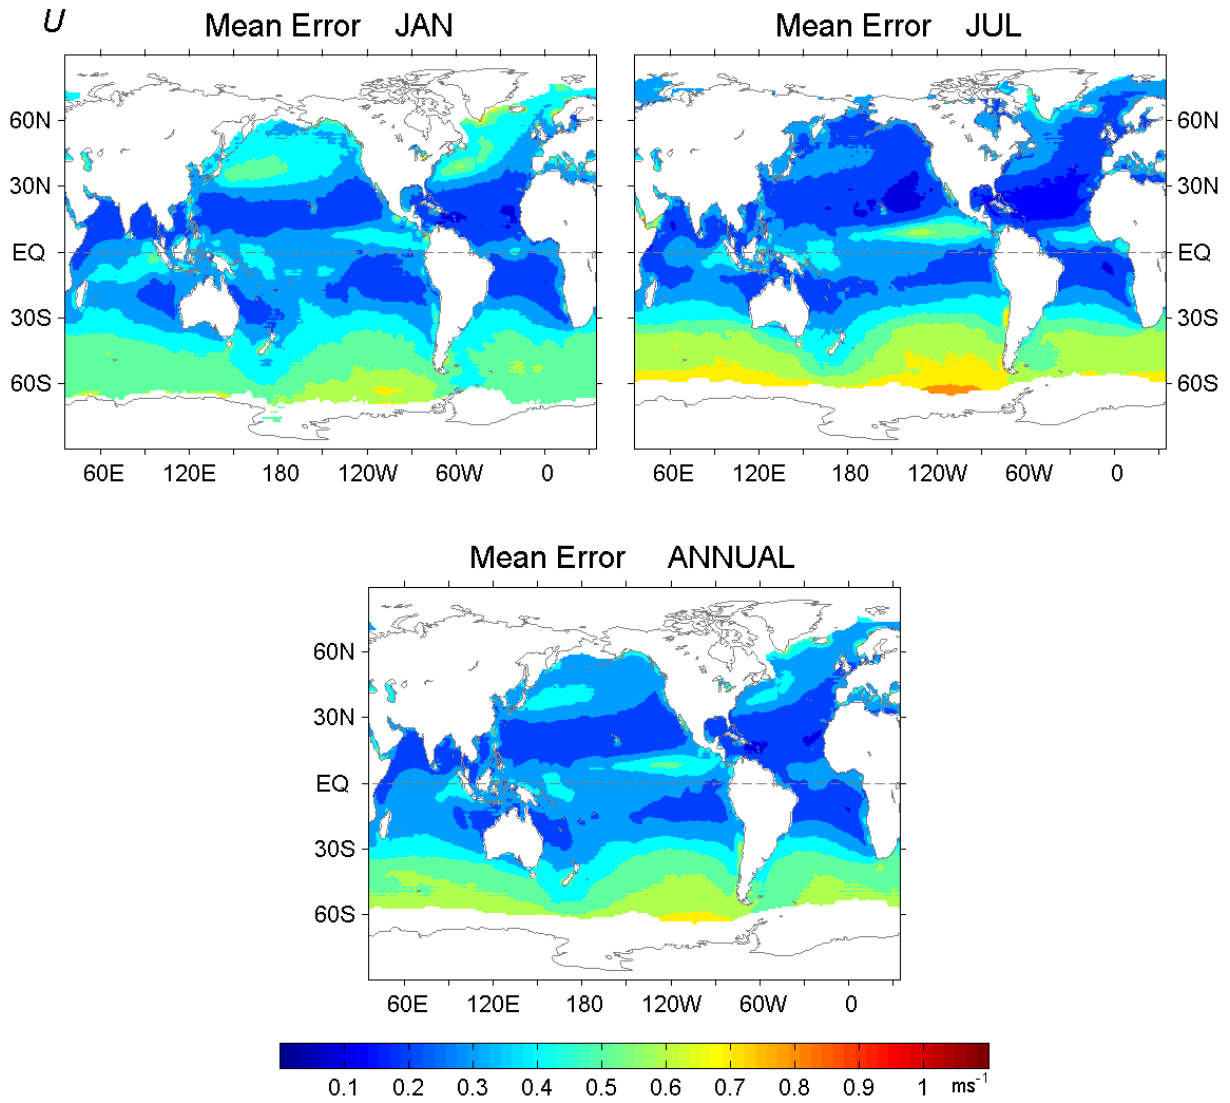 U
Mean Error JAN
Mean Error JUL
60N
30N
EQ
30S
60S
60N
30N
EQ
30S
60S
60E 120E 180 120W 60W 0
60E 120E 180 120W 60W 0
Mean Error ANNUAL
60N
30N
EQ
30S
60S
60E 120E 180 120W 60W 0
0.1 0.2 0.3 0.4 0.5 0.6 0.7 0.8 0.9 1 ms⁻¹